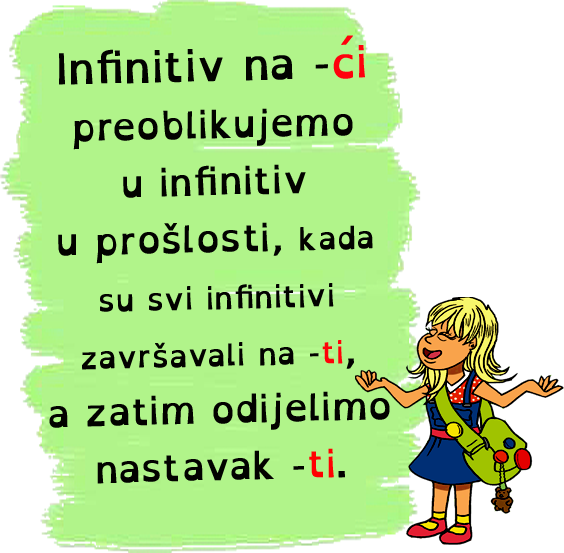 Infinitiv na -ći
preoblikujemo
u infinitiv
u prošlosti, kada
su svi infinitivi
završavali na -ti,
a zatim odijelimo
nastavak -ti.